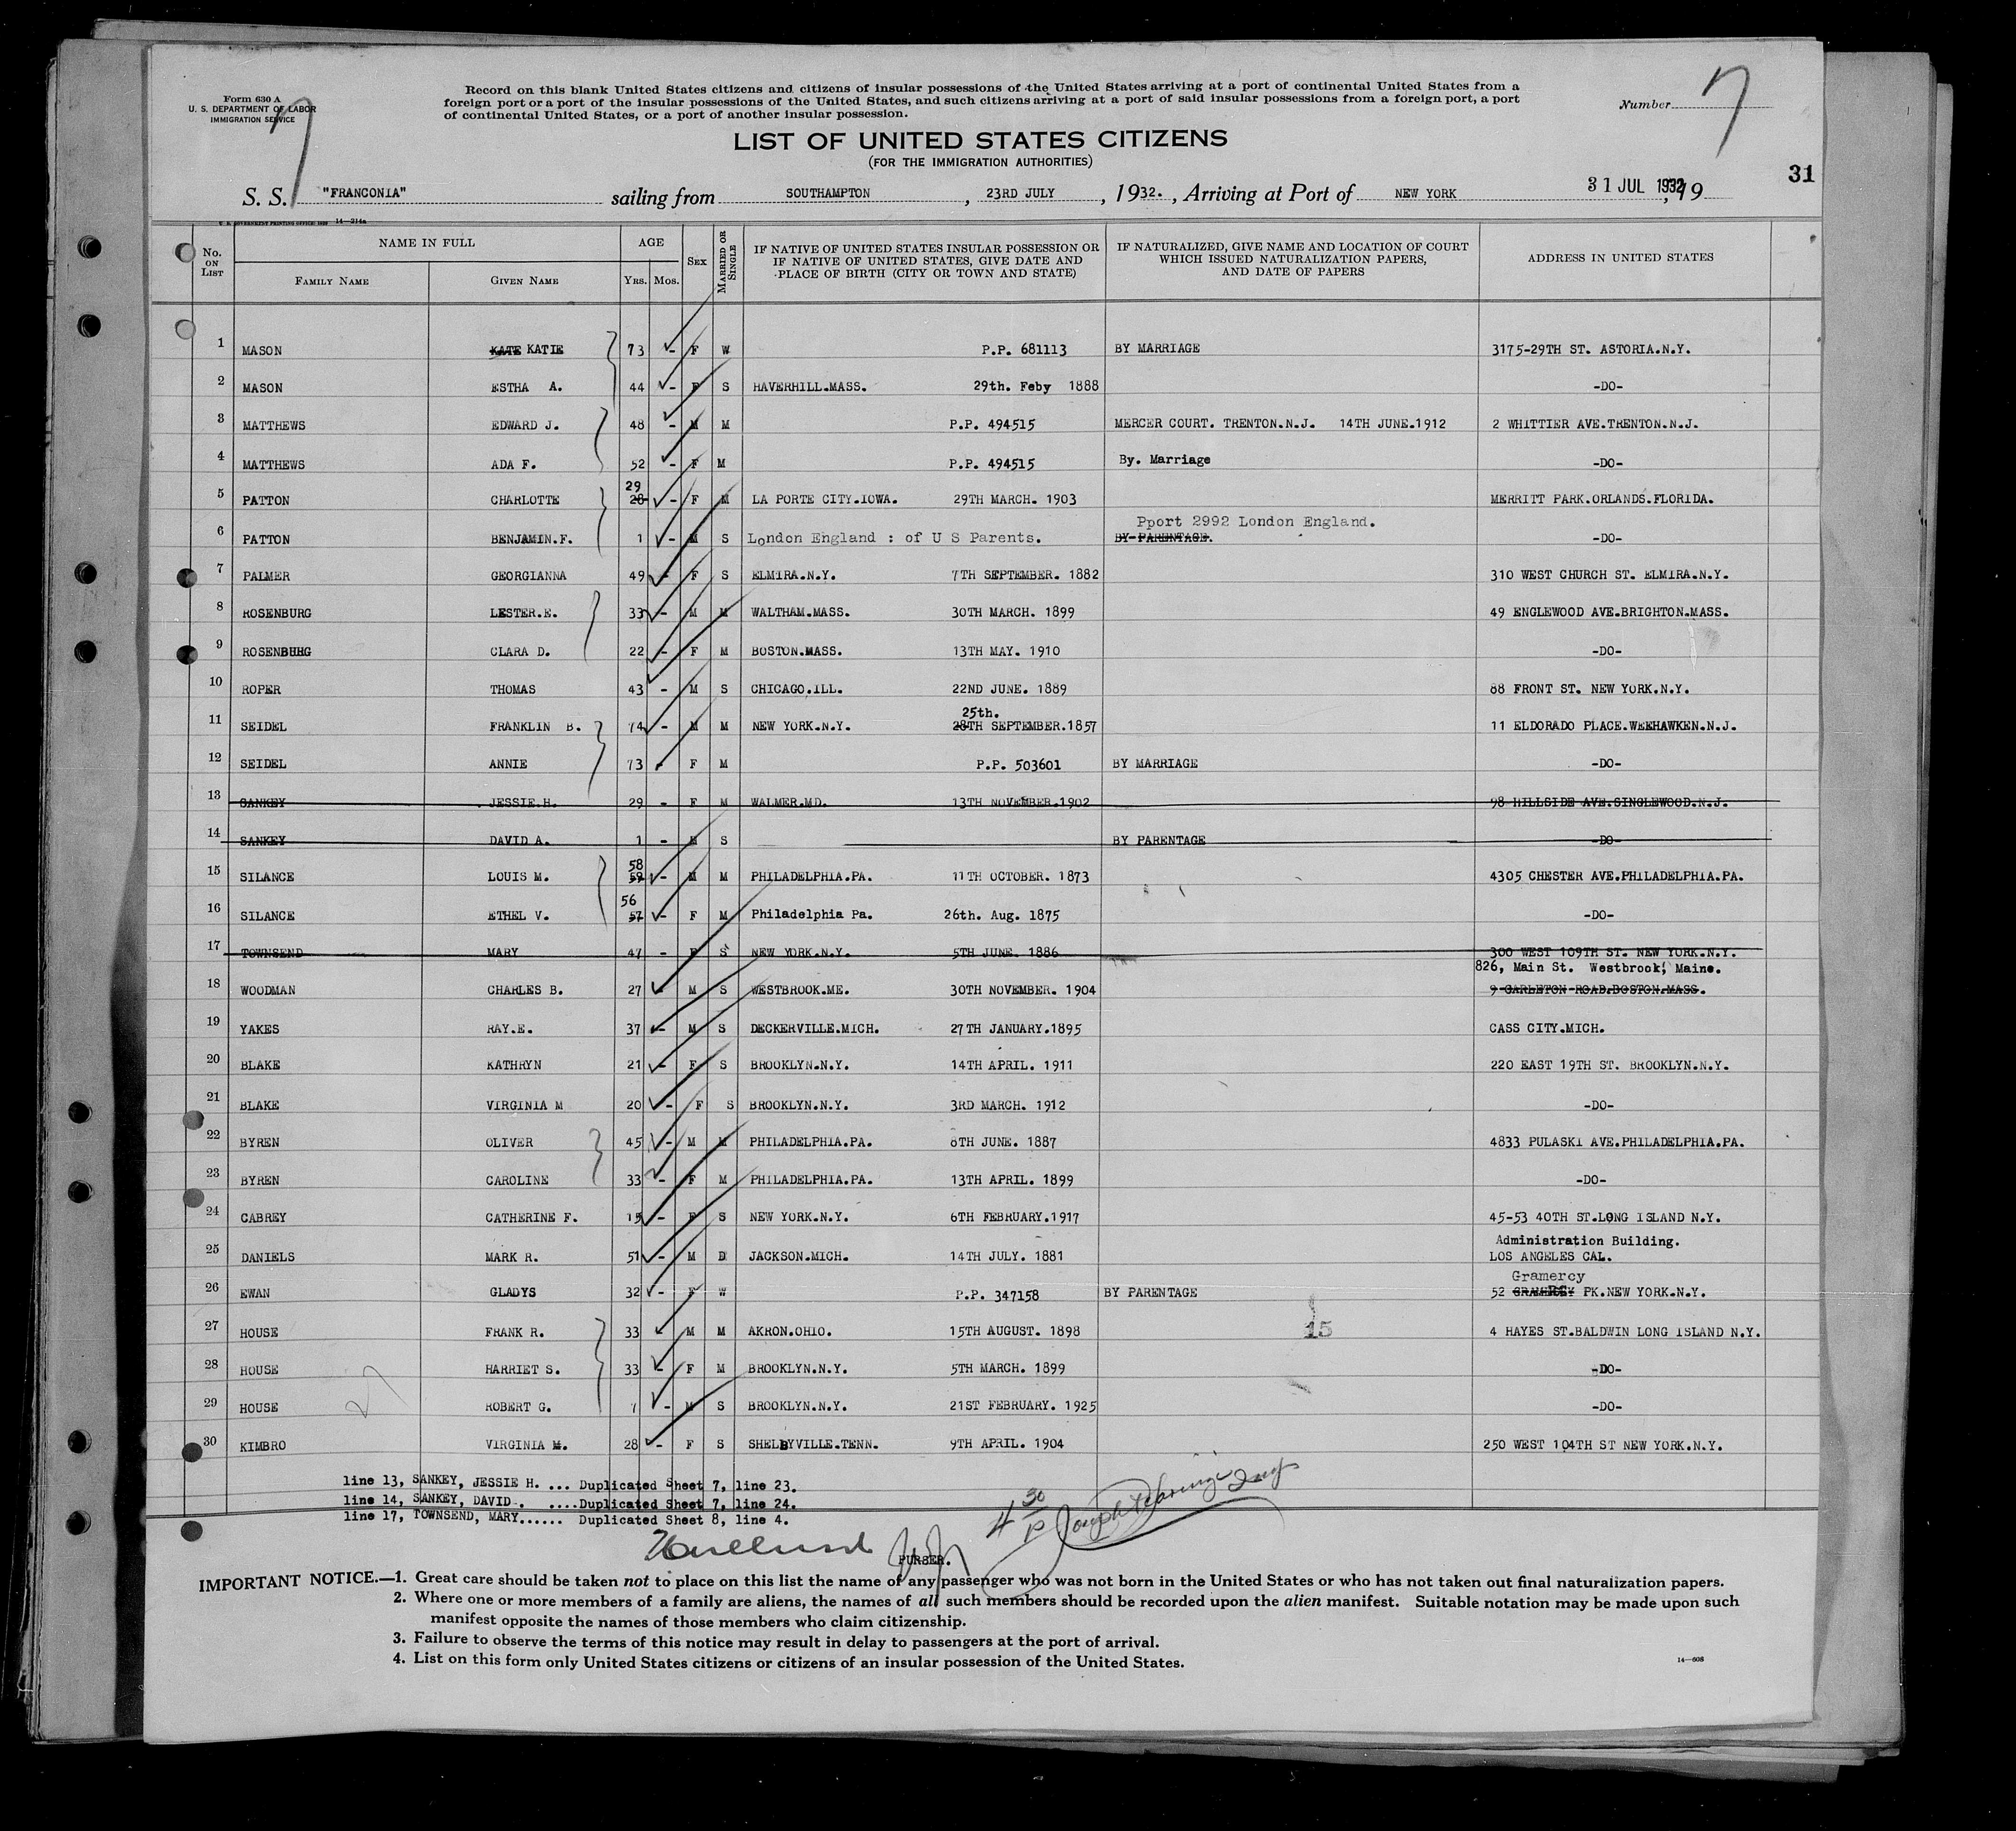 Form 630 A
U. S. DEPARTMENT OF LABOR
IMMIGRATION SERVICE
7
Record on this blank United States citizens and citizens of insular possessions of the United States arriving at a port of continental United States from a
foreign port or a port of the insular possessions of the United States, and such citizens arriving at a port of said insular possessions from a foreign port, a port
of continental United States, or a port of another insular possession.
Number 7
LIST OF UNITED STATES CITIZENS
(FOR THE IMMIGRATION AUTHORITIES)
31
S. S. "FRANCONIA" sailing from SOUTHAMPTON, 23RD JULY, 1932., Arriving at Port of NEW YORK 31 JUL 1932, 19
14—214a
No. ON LIST NAME IN FULL AGE SEX MARRIED OR SINGLE IF NATIVE OF UNITED STATES INSULAR POSSESSION OR IF NATIVE OF UNITED STATES, GIVE DATE AND PLACE OF BIRTH (CITY OR TOWN AND STATE) IF NATURALIZED, GIVE NAME AND LOCATION OF COURT WHICH ISSUED NATURALIZATION PAPERS, AND DATE OF PAPERS ADDRESS IN UNITED STATES
FAMILY NAME GIVEN NAME YRS. MOS.
1 MASON KATE KATIE 73 - F W P.P. 681113 BY MARRIAGE 3175-29TH ST. ASTORIA.N.Y.
2 MASON ESTHA A. 44 - F S HAVERHILL.MASS. 29th. Feby 1888 -DO-
3 MATTHEWS EDWARD J. 48 - M M P.P. 494515 MERCER COURT. TRENTON.N.J. 14TH JUNE.1912 2 WHITTIER AVE.TRENTON.N.J.
4 MATTHEWS ADA F. 52 - F M P.P. 494515 By. Marriage -DO-
29
5 PATTON CHARLOTTE 28 - F M LA PORTE CITY.IOWA. 29TH MARCH. 1903 MERRITT PARK.ORLANDS.FLORIDA.
Pport 2992 London England.
6 PATTON BENJAMIN.F. 1 - M S London England : of U S Parents. BY PARENTAGE. -DO-
7 PALMER GEORGIANNA 49 - F S ELMIRA.N.Y. 7TH SEPTEMBER. 1882 310 WEST CHURCH ST. ELMIRA.N.Y.
8 ROSENBURG LESTER.E. 33 - M M WALTHAM.MASS. 30TH MARCH. 1899 49 ENGLEWOOD AVE.BRIGHTON.MASS.
9 ROSENBURG CLARA D. 22 - F M BOSTON.MASS. 13TH MAY. 1910 -DO-
10 ROPER THOMAS 43 - M S CHICAGO.ILL. 22ND JUNE. 1889 88 FRONT ST. NEW YORK.N.Y.
25th.
11 SEIDEL FRANKLIN B. 74 - M M NEW YORK.N.Y. 28TH SEPTEMBER.1857 11 ELDORADO PLACE.WEEHAWKEN.N.J.
12 SEIDEL ANNIE 73 - F M P.P. 503601 BY MARRIAGE -DO-
13 SANKEY JESSIE H. 29 - F M WALMER.MD. 13TH NOVEMBER.1902 98 HILLSIDE AVE.SINGLEWOOD.N.J.
14 SANKEY DAVID A. 1 - M S BY PARENTAGE -DO-
58
15 SILANCE LOUIS M. 59 - M M PHILADELPHIA.PA. 11TH OCTOBER. 1873 4305 CHESTER AVE.PHILADELPHIA.PA.
56
16 SILANCE ETHEL V. 57 - F M Philadelphia Pa. 26th. Aug. 1875 -DO-
17 TOWNSEND MARY 47 - F S NEW YORK.N.Y. 5TH JUNE. 1886 300 WEST 109TH ST. NEW YORK.N.Y.
826, Main St. Westbrook, Maine.
18 WOODMAN CHARLES B. 27 - M S WESTBROOK.ME. 30TH NOVEMBER. 1904 9 CARLETON ROAD.BOSTON.MASS.
19 YAKES RAY.E. 37 - M S DECKERVILLE.MICH. 27TH JANUARY.1895 CASS CITY.MICH.
20 BLAKE KATHRYN 21 - F S BROOKLYN.N.Y. 14TH APRIL. 1911 220 EAST 19TH ST. BROOKLYN.N.Y.
21 BLAKE VIRGINIA M 20 - F S BROOKLYN.N.Y. 3RD MARCH. 1912 -DO-
22 BYREN OLIVER 45 - M M PHILADELPHIA.PA. 8TH JUNE. 1887 4833 PULASKI AVE.PHILADELPHIA.PA.
23 BYREN CAROLINE 33 - F M PHILADELPHIA.PA. 13TH APRIL. 1899 -DO-
24 CABREY CATHERINE F. 15 - F S NEW YORK.N.Y. 6TH FEBRUARY.1917 45-53 40TH ST.LONG ISLAND N.Y.
Administration Building.
25 DANIELS MARK R. 51 - M D JACKSON.MICH. 14TH JULY. 1881 LOS ANGELES CAL.
Gramercy
26 EWAN GLADYS 32 - F W P.P. 347158 BY PARENTAGE 52 PK.NEW YORK.N.Y.
27 HOUSE FRANK R. 33 M M AKRON.OHIO. 15TH AUGUST. 1898 15 4 HAYES ST.BALDWIN LONG ISLAND N.Y.
28 HOUSE HARRIET S. 33 - F M BROOKLYN.N.Y. 5TH MARCH. 1899 -DO-
29 HOUSE ROBERT G. 7 - M S BROOKLYN.N.Y. 21ST FEBRUARY. 1925 -DO-
30 KIMBRO VIRGINIA M. 28 - F S SHELBYVILLE.TENN. 9TH APRIL. 1904 250 WEST 104TH ST NEW YORK.N.Y.
27
line 13, SANKEY, JESSIE H. ... Duplicated Sheet 7, line 23.
line 14, SANKEY, DAVID. ....Duplicated Sheet 7, line 24.
line 17, TOWNSEND, MARY...... Duplicated Sheet 8, line 4.
4 30 P
PURSER.
IMPORTANT NOTICE.—1. Great care should be taken not to place on this list the name of any passenger who was not born in the United States or who has not taken out final naturalization papers.
2. Where one or more members of a family are aliens, the names of all such members should be recorded upon the alien manifest. Suitable notation may be made upon such
manifest opposite the names of those members who claim citizenship.
3. Failure to observe the terms of this notice may result in delay to passengers at the port of arrival.
4. List on this form only United States citizens or citizens of an insular possession of the United States.
14—608